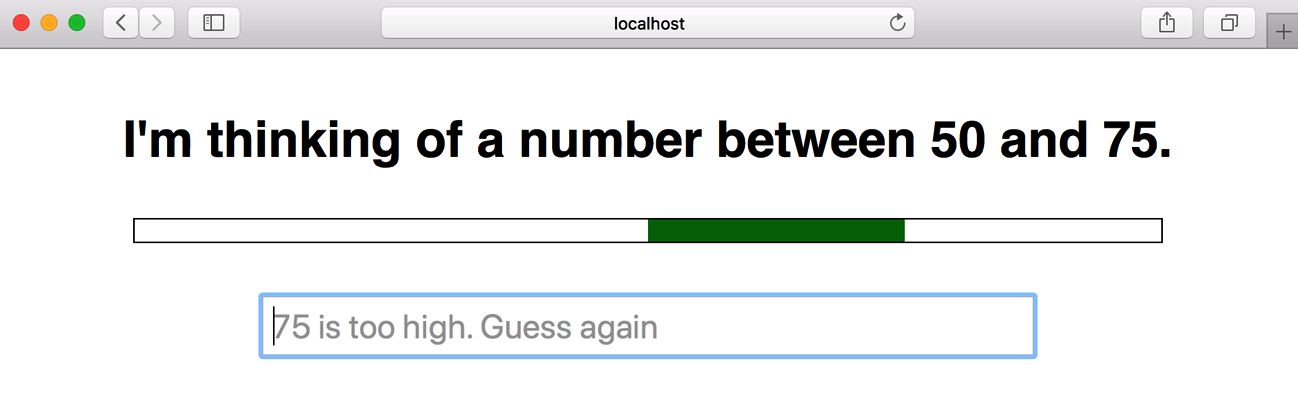 localhost
I'm thinking of a number between 50 and 75.
75 is too high. Guess again